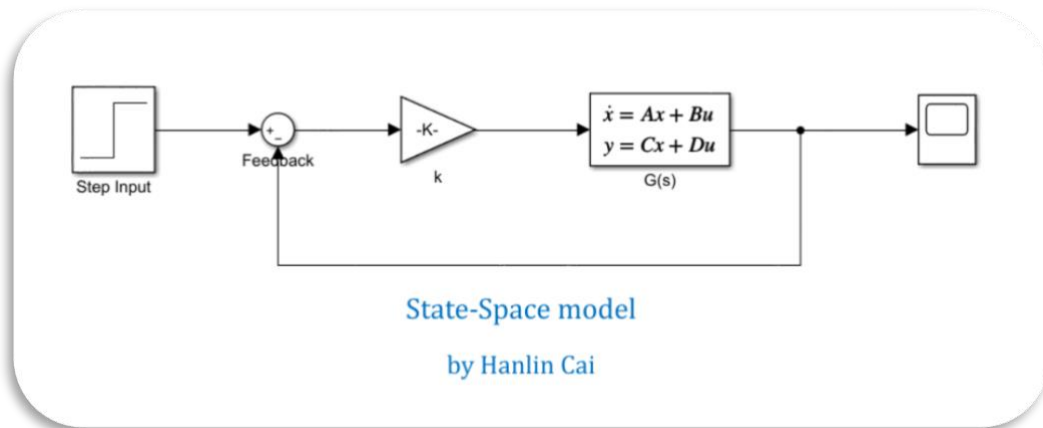 +
-
-K-
ẋ = Ax + Bu
y = Cx + Du
Feedback
Step Input
k
G(s)
State-Space model
by Hanlin Cai